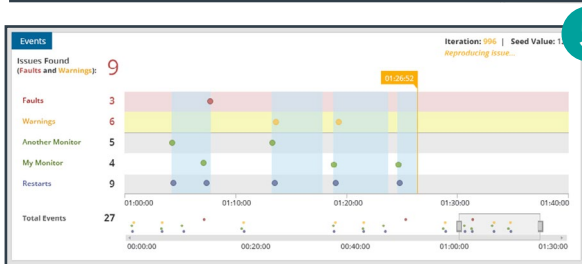 Events
Iteration: 996 | Seed Value:
Reproducing Issue...
Issues Found
(Faults and Warnings): 9
01:26:52
Faults 3
Warnings 6
Another Monitor 5
My Monitor 4
Restarts 9
01:00:00 01:10:00 01:20:00 01:30:00 01:40:00
Total Events 27
00:00:00 00:20:00 00:40:00 01:00:00 01:30:00